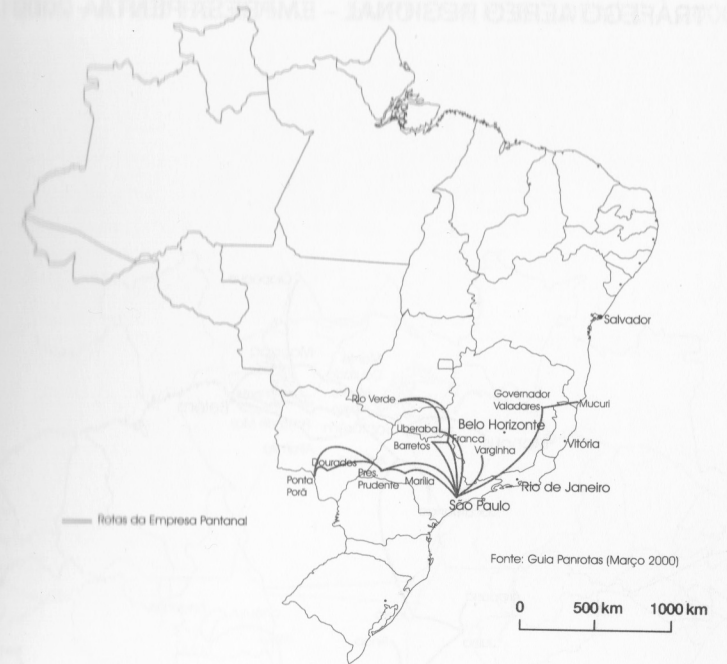 Salvador
Rio Verde
Governador
Valadares
Mucuri
Uberaba
Belo Horizonte
Franca
Barretos
Varginha
Vitória
Dourados
Pres
Prudente
Marília
Ponta
Porã
Rio de Janeiro
São Paulo
Rotas da Empresa Pantanal
Fonte: Guia Panrotas (Março 2000)
0 500 km 1000 km